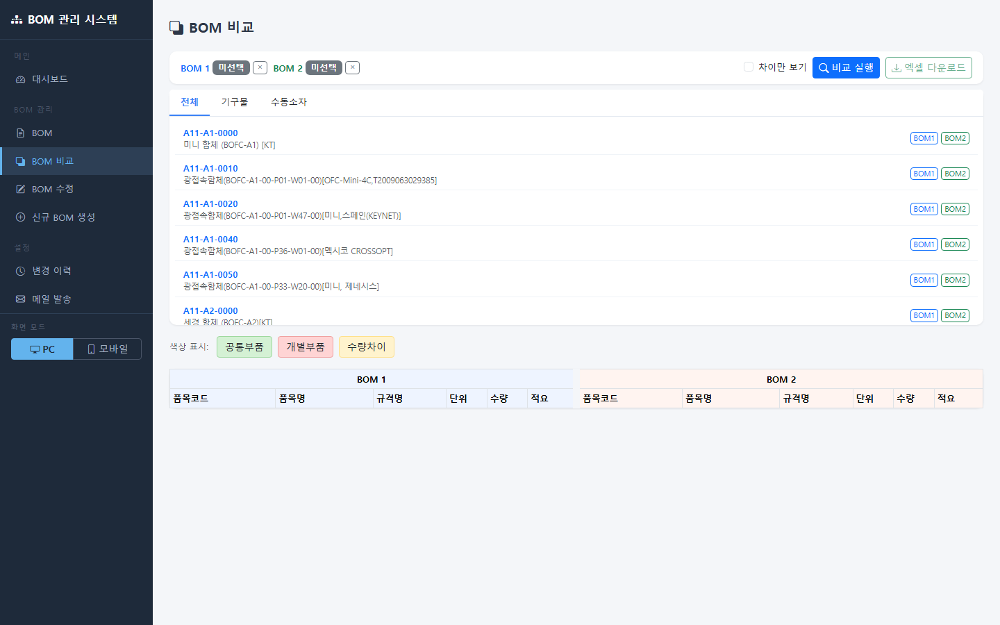 BOM 관리 시스템
메인
대시보드
BOM 관리
BOM
BOM 비교
BOM 수정
신규 BOM 생성
설정
변경 이력
메일 발송
화면 모드
PC 모바일
BOM 비교
BOM 1 미선택 × BOM 2 미선택 × 차이만 보기 비교 실행 엑셀 다운로드
전체 기구물 수동소자
A11-A1-0000
미니 함체 (BOFC-A1) [KT]
BOM1 BOM2
A11-A1-0010
광접속함체(BOFC-A1-00-P01-W01-00)[OFC-Mini-4C,T2009063029385]
BOM1 BOM2
A11-A1-0020
광접속함체(BOFC-A1-00-P01-W47-00)[미니,스페인(KEYNET)]
BOM1 BOM2
A11-A1-0040
광접속함체(BOFC-A1-00-P36-W01-00)[멕시코 CROSSOPT]
BOM1 BOM2
A11-A1-0050
광접속함체(BOFC-A1-00-P33-W20-00)[미니, 제네시스]
BOM1 BOM2
A11-A2-0000
세경 함체 (BOFC-A2)[KT]
BOM1 BOM2
색상 표시: 공통부품 개별부품 수량차이
BOM 1 BOM 2
품목코드 품목명 규격명 단위 수량 적요 품목코드 품목명 규격명 단위 수량 적요